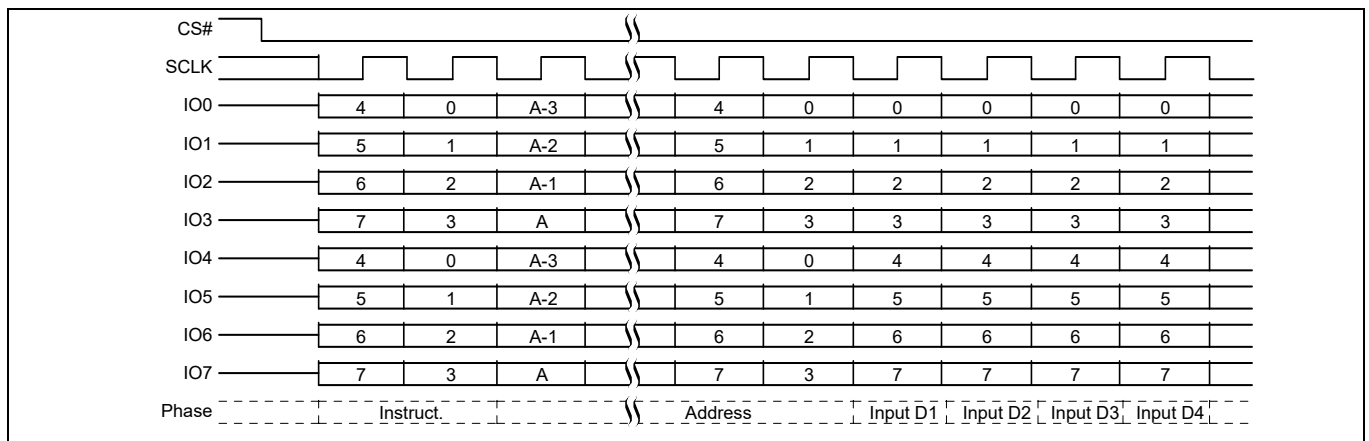 CS#
SCLK
IO0 4 0 A-3 4 0 0 0 0 0
IO1 5 1 A-2 5 1 1 1 1 1
IO2 6 2 A-1 6 2 2 2 2 2
IO3 7 3 A 7 3 3 3 3 3
IO4 4 0 A-3 4 0 4 4 4 4
IO5 5 1 A-2 5 1 5 5 5 5
IO6 6 2 A-1 6 2 6 6 6 6
IO7 7 3 A 7 3 7 7 7 7
Phase Instruct. Address Input D1 Input D2 Input D3 Input D4